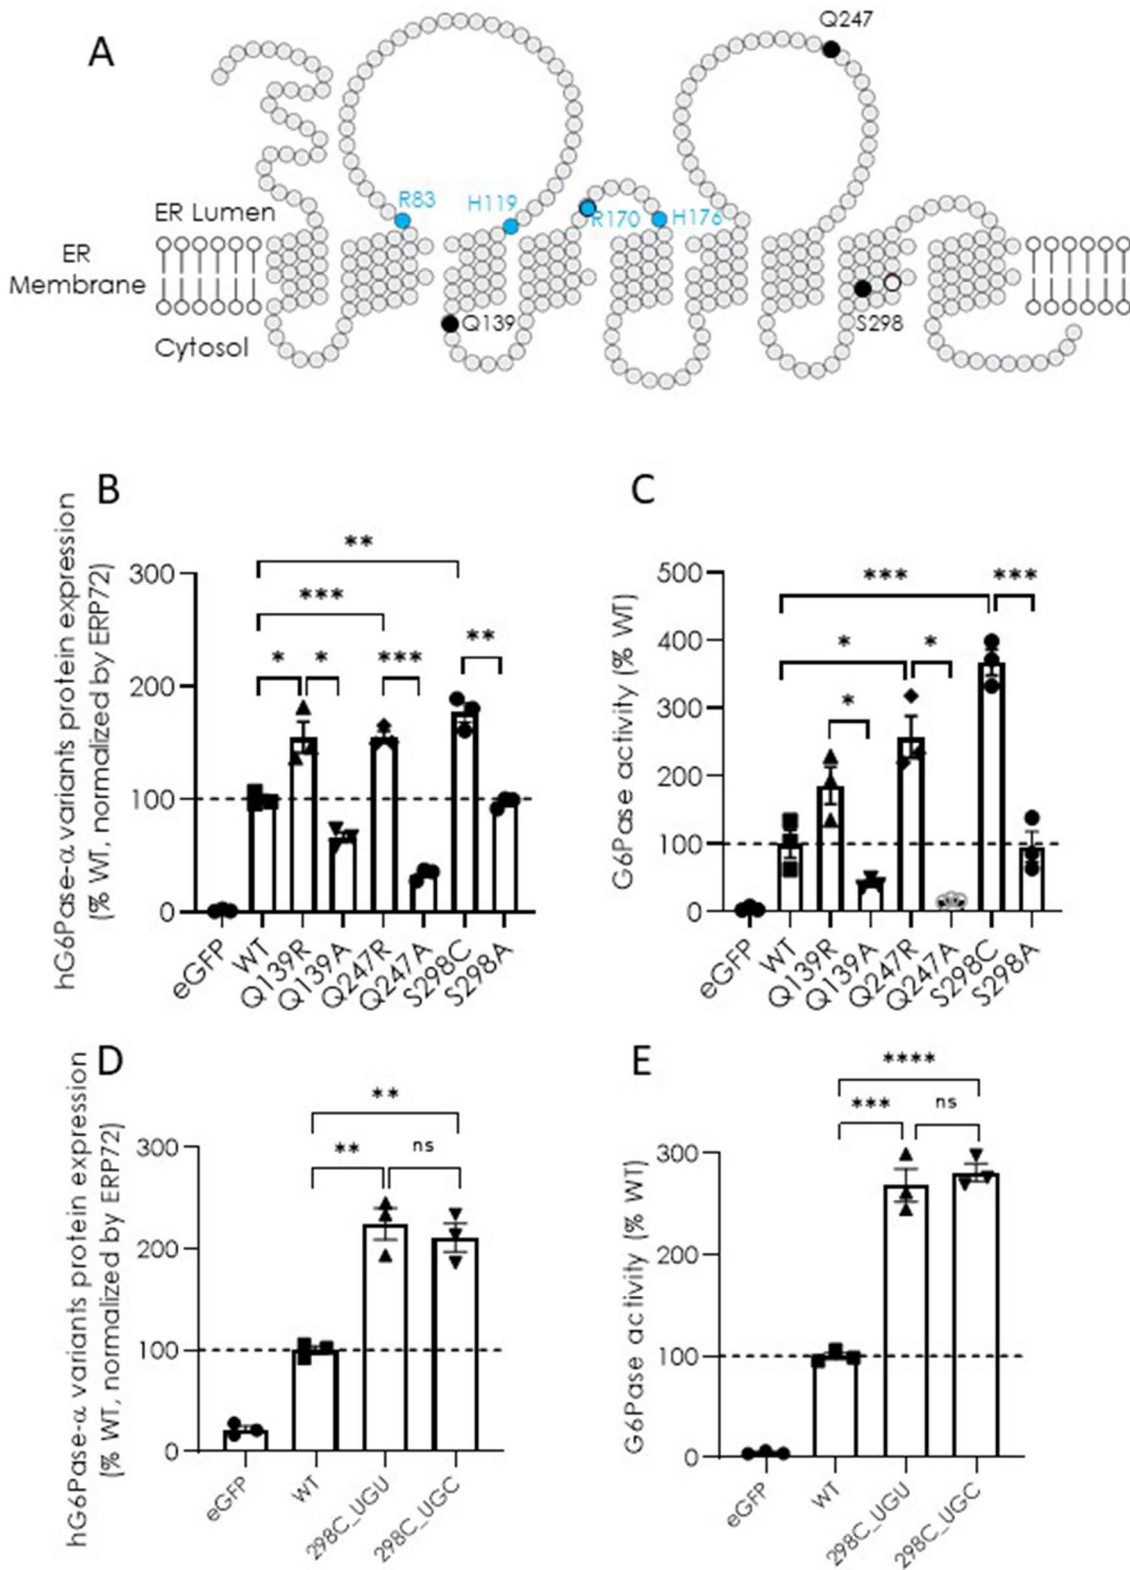 A
Q247
R83
H119
R170
H176
ER Lumen
ER
Membrane
Cytosol
Q139
S298
B
hG6Pase-α variants protein expression
(% WT, normalized by ERP72)
300
200
100
0
**
***
*
*
***
**
eGFP
WT
Q139R
Q139A
Q247R
Q247A
S298C
S298A
C
G6Pase activity (% WT)
500
400
300
200
100
0
***
***
*
*
*
eGFP
WT
Q139R
Q139A
Q247R
Q247A
S298C
S298A
D
hG6Pase-α variants protein expression
(% WT, normalized by ERP72)
300
200
100
0
**
**
ns
eGFP
WT
298C_UGU
298C_UGC
E
G6Pase activity (% WT)
300
200
100
0
****
***
ns
eGFP
WT
298C_UGU
298C_UGC